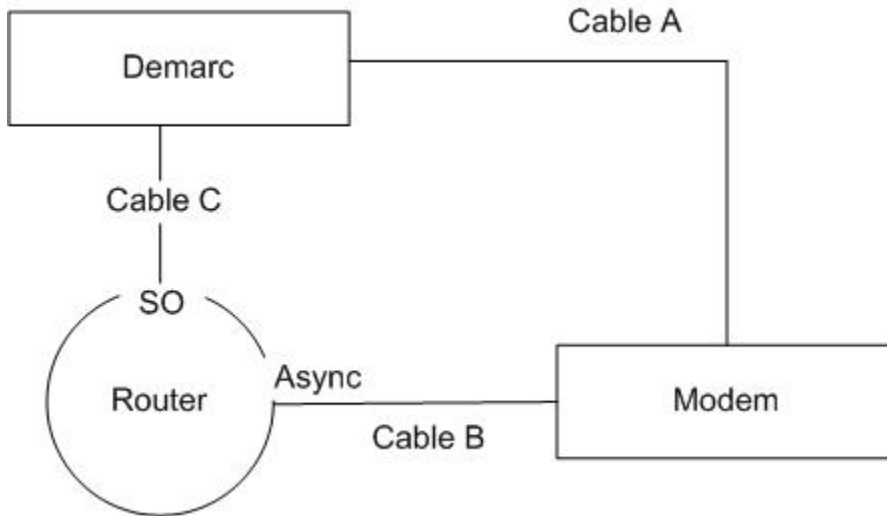 Cable A
Demarc
Cable C
SO
Async
Router
Modem
Cable B